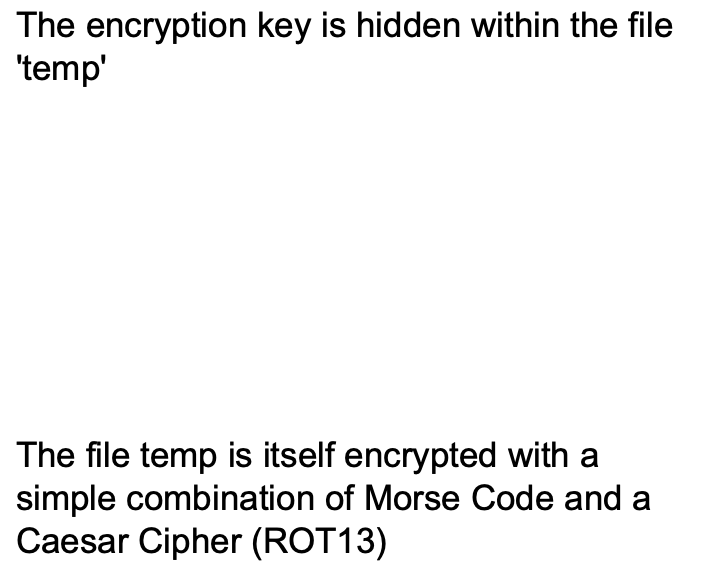 The encryption key is hidden within the file
'temp'
The file temp is itself encrypted with a
simple combination of Morse Code and a
Caesar Cipher (ROT13)